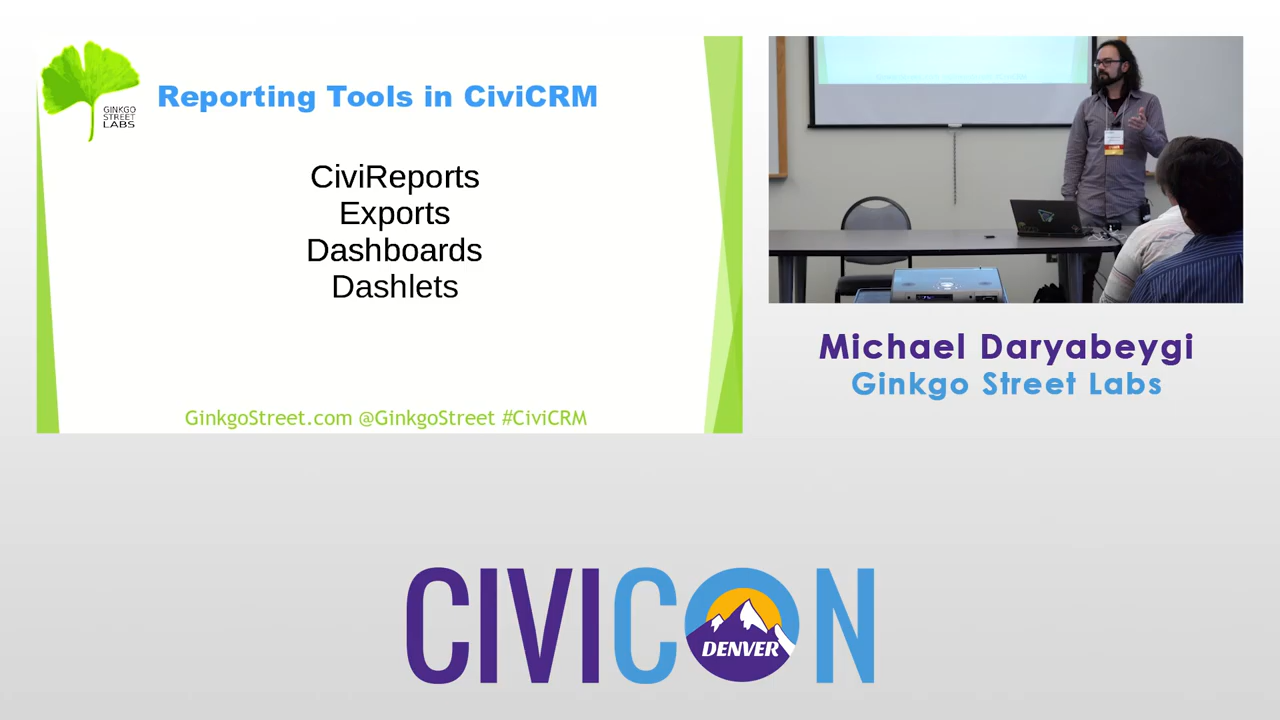 GINKGO
STREET
LABS
Reporting Tools in CiviCRM
CiviReports
Exports
Dashboards
Dashlets
GinkgoStreet.com @GinkgoStreet #CiviCRM
Michael Daryabeygi
Ginkgo Street Labs
CIVICON
DENVER